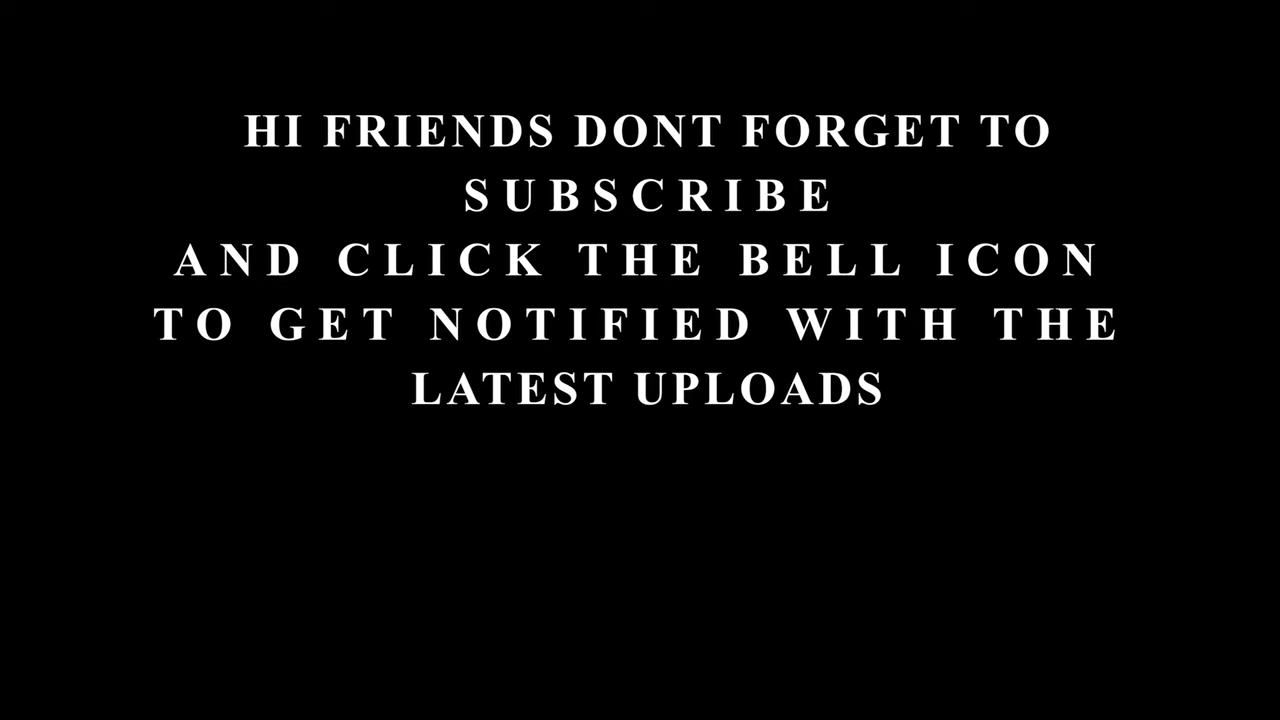 HI FRIENDS DONT FORGET TO
SUBSCRIBE
AND CLICK THE BELL ICON
TO GET NOTIFIED WITH THE
LATEST UPLOADS